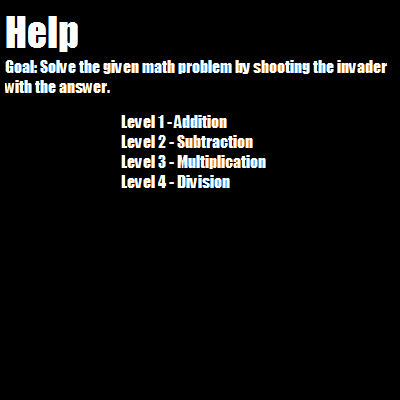 Help
Goal: Solve the given math problem by shooting the invader
with the answer.
Level 1 - Addition
Level 2 - Subtraction
Level 3 - Multiplication
Level 4 - Division